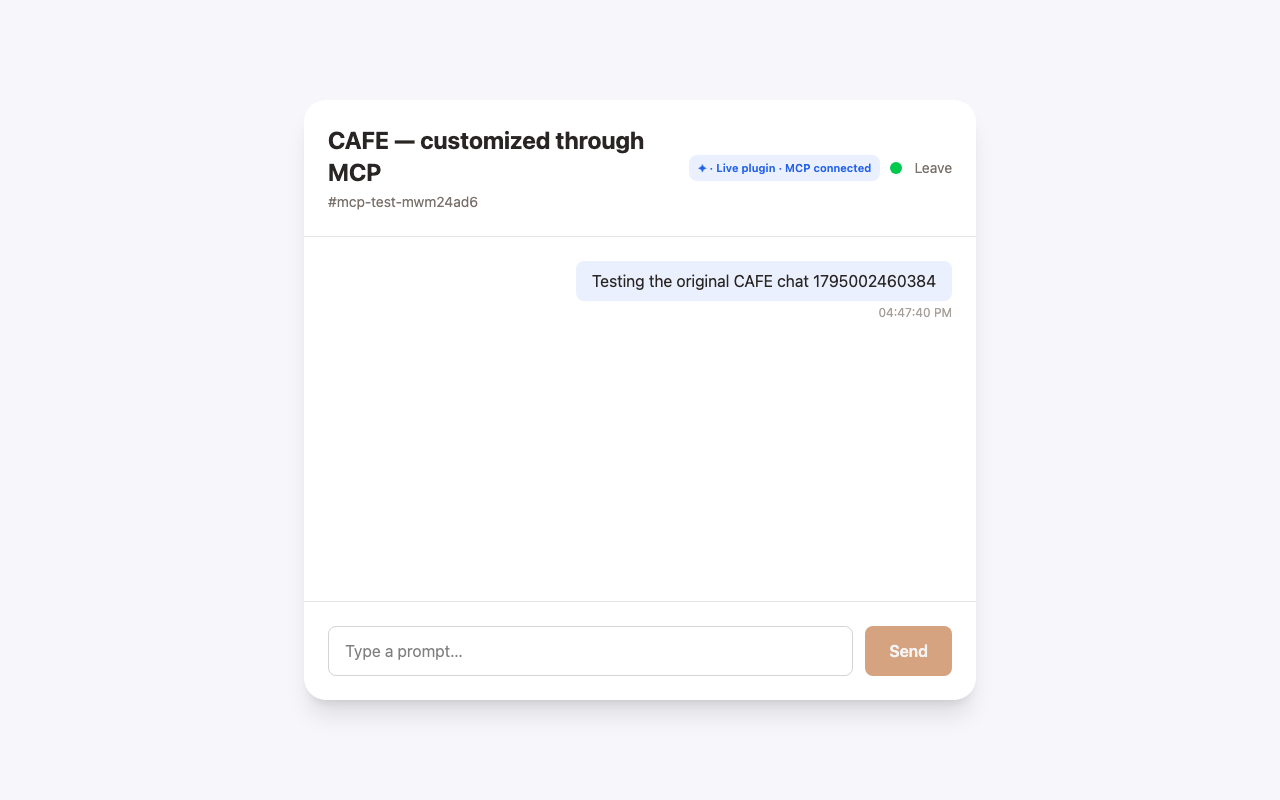 CAFE — customized through
MCP
#mcp-test-mwm24ad6
✦ · Live plugin · MCP connected
Leave
Testing the original CAFE chat 1795002460384
04:47:40 PM
Type a prompt...
Send